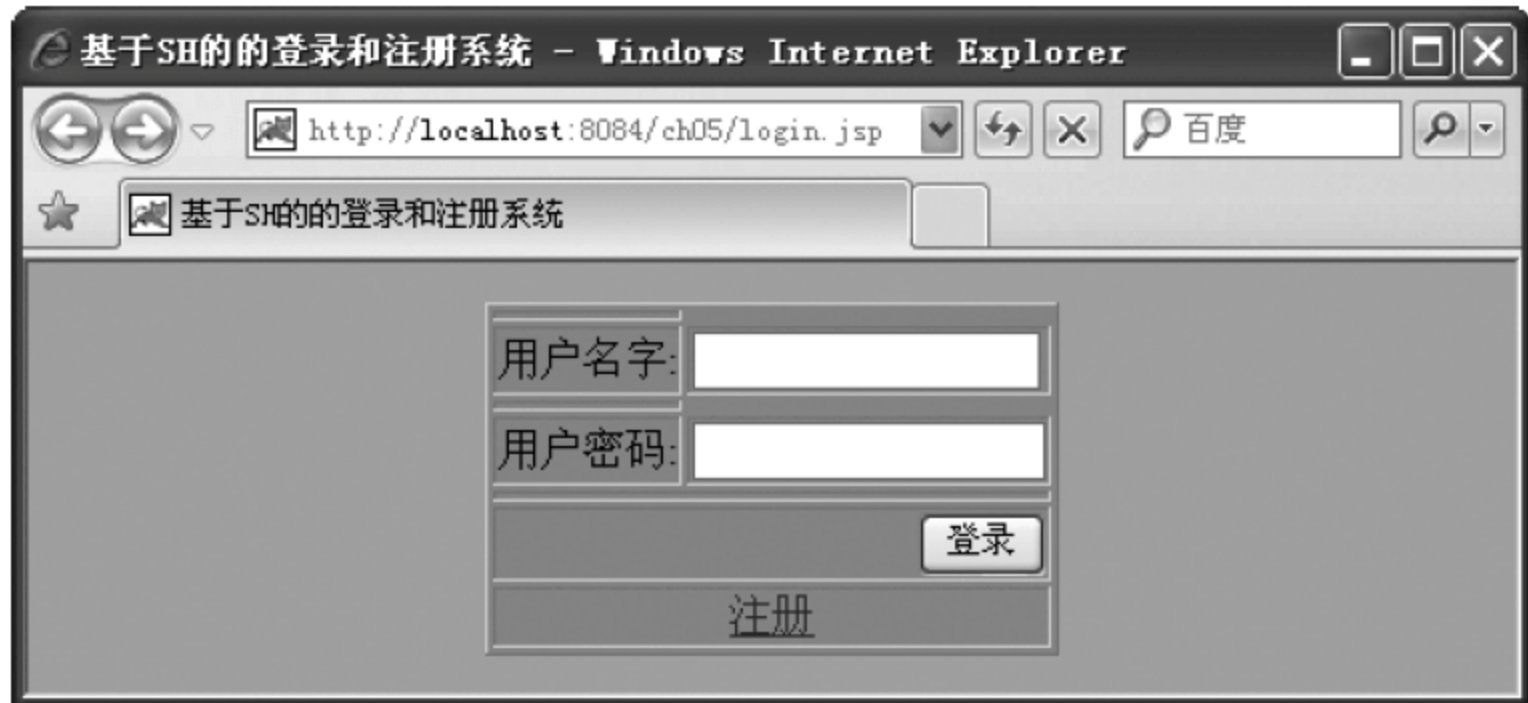 基于SH的的登录和注册系统 - Windows Internet Explorer
http://localhost:8084/ch05/login.jsp 百度
基于SH的的登录和注册系统
用户名字:
用户密码:
登录
注册